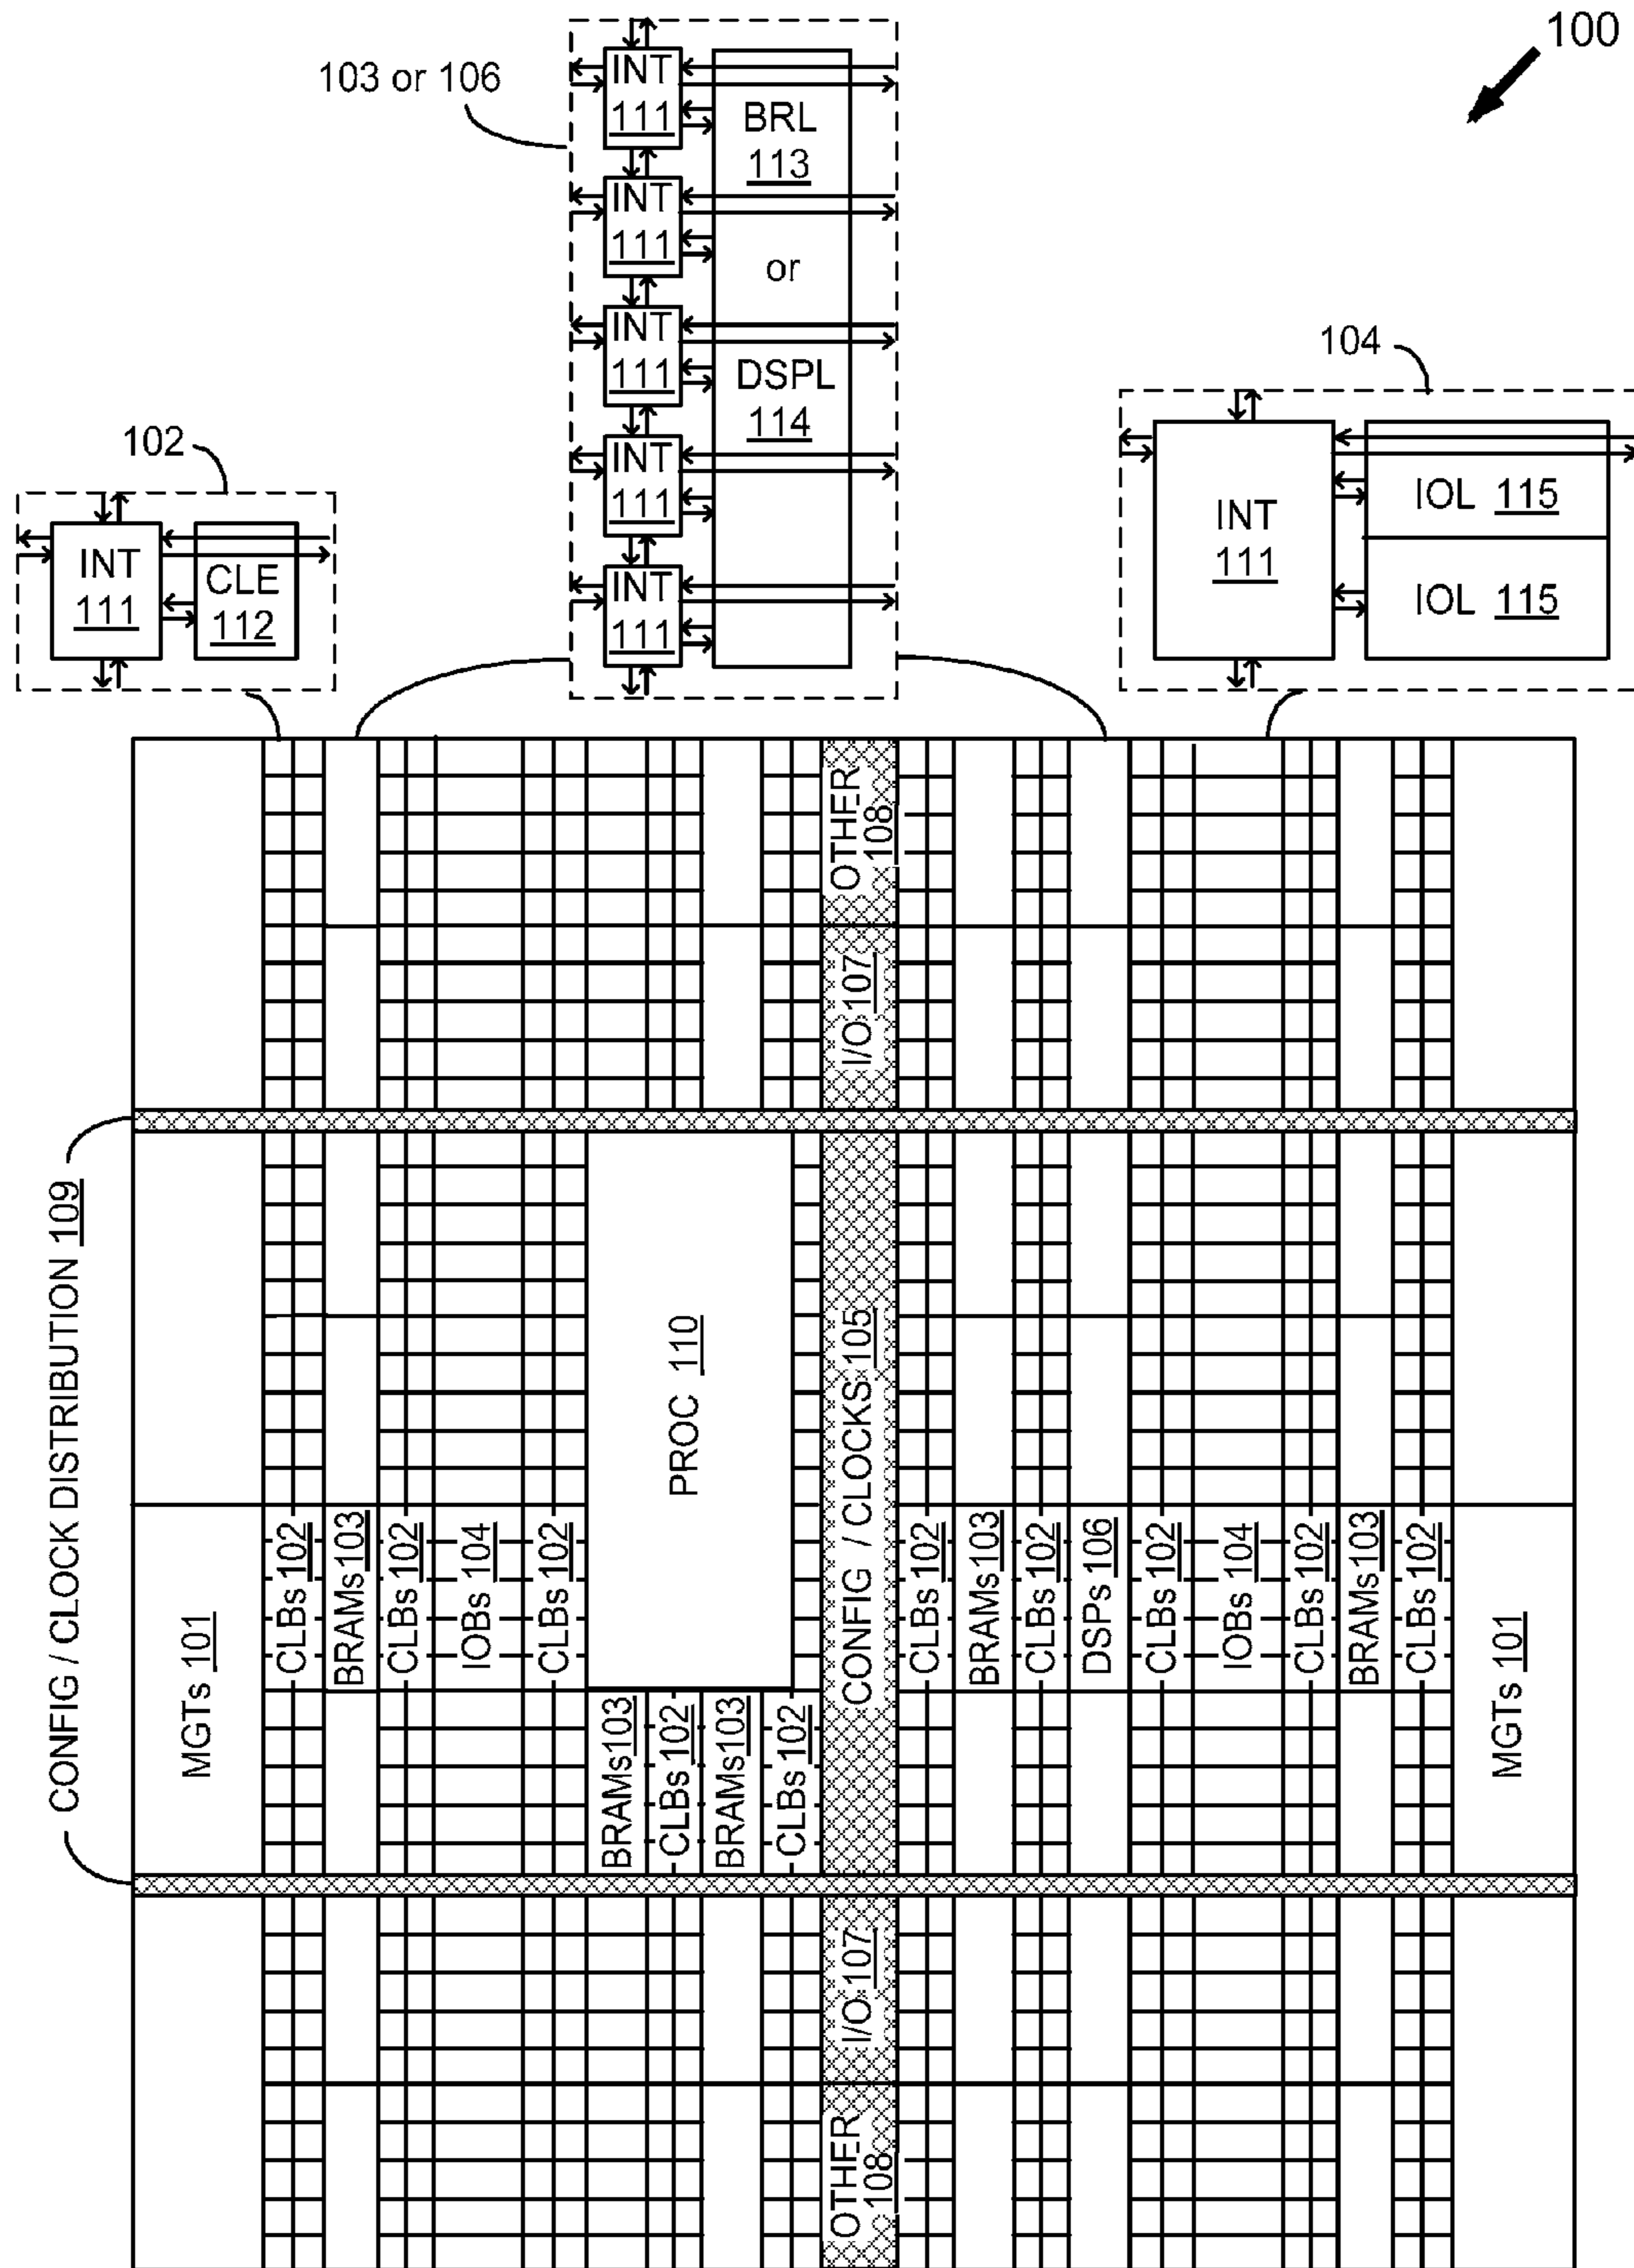 100
103 or 106
INT
111
INT
111
INT
111
INT
111
INT
111
BRL
113
or
DSPL
114
104
INT
111
IOL 115
IOL 115
102
INT
111
CLE
112
CONFIG / CLOCK DISTRIBUTION 109
OTHER
108
I/O 107
PROC 110
CONFIG / CLOCKS 105
MGTs 101
CLBs 102
BRAMs 103
CLBs 102
IOBs 104
CLBs 102
BRAMs 103
CLBs 102
BRAMs 103
CLBs 102
CLBs 102
BRAMs 103
CLBs 102
DSPs 106
CLBs 102
IOBs 104
CLBs 102
BRAMs 103
CLBs 102
MGTs 101
I/O 107
OTHER
108